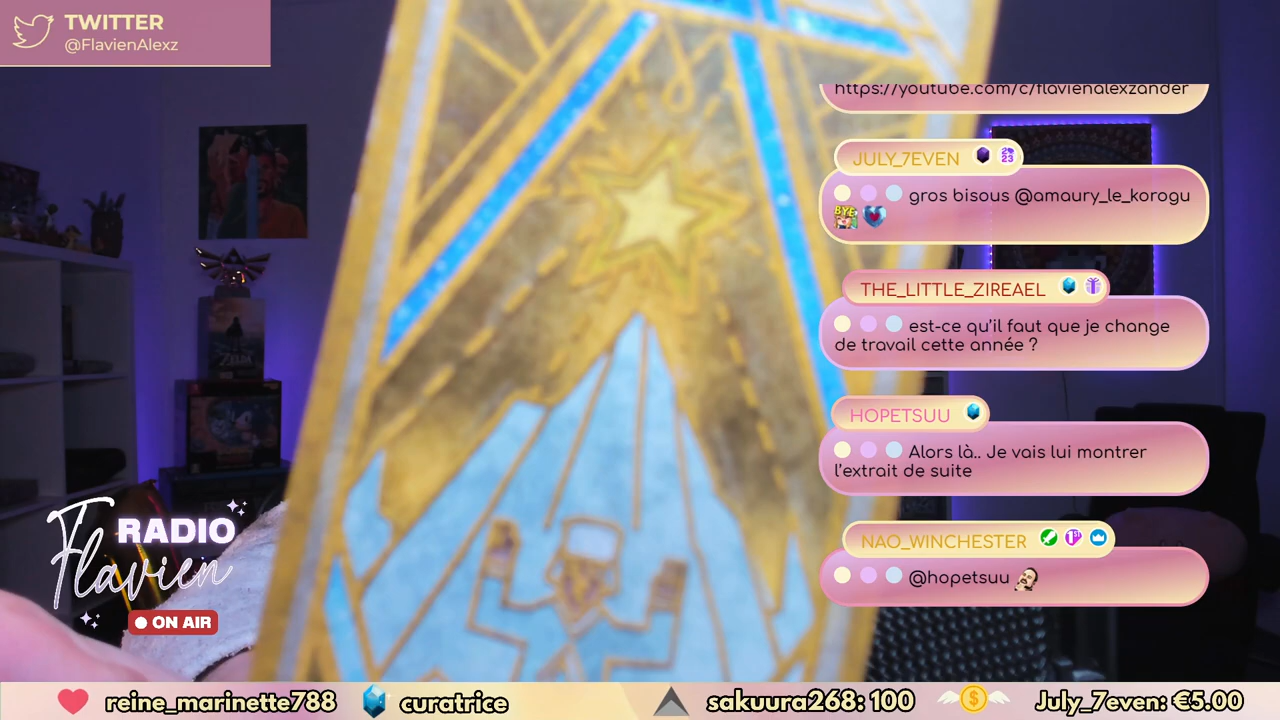 TWITTER
@FlavienAlexz
https://youtube.com/c/flavienalexzander
JULY_7EVEN
gros bisous @amaury_le_korogu
BYE
THE_LITTLE_ZIREAEL
est-ce qu'il faut que je change
de travail cette année ?
HOPETSUU
Alors là.. Je vais lui montrer
l'extrait de suite
NAO_WINCHESTER
@hopetsuu
ZELDA
RADIO
Flavien
ON AIR
reine_marinette788
curatrice
sakuura268: 100
July_7even: €5.00